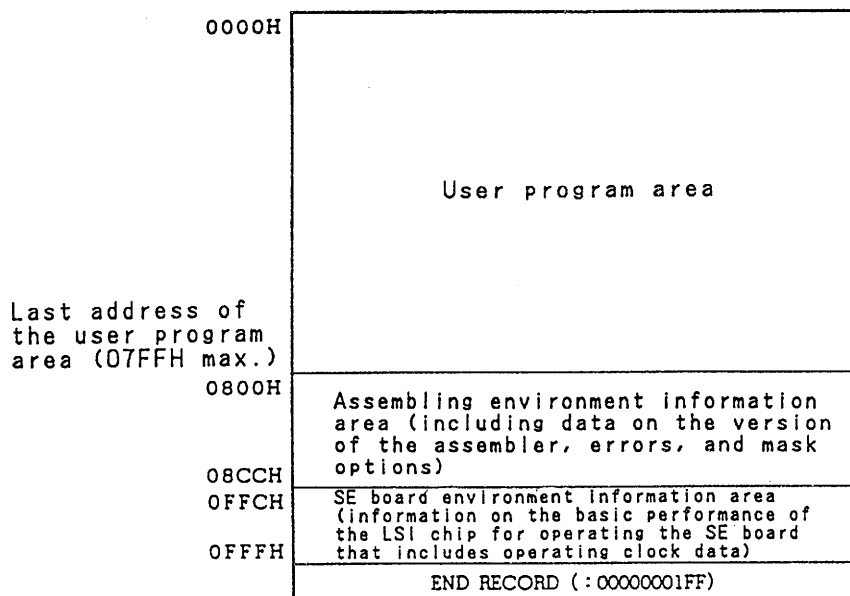 0000H
User program area
Last address of
the user program
area (07FFH max.)
0800H
Assembling environment information
area (including data on the version
of the assembler, errors, and mask
options)
08CCH
0FFCH
SE board environment information area
(information on the basic performance of
the LSI chip for operating the SE board
that includes operating clock data)
0FFFH
END RECORD (:00000001FF)